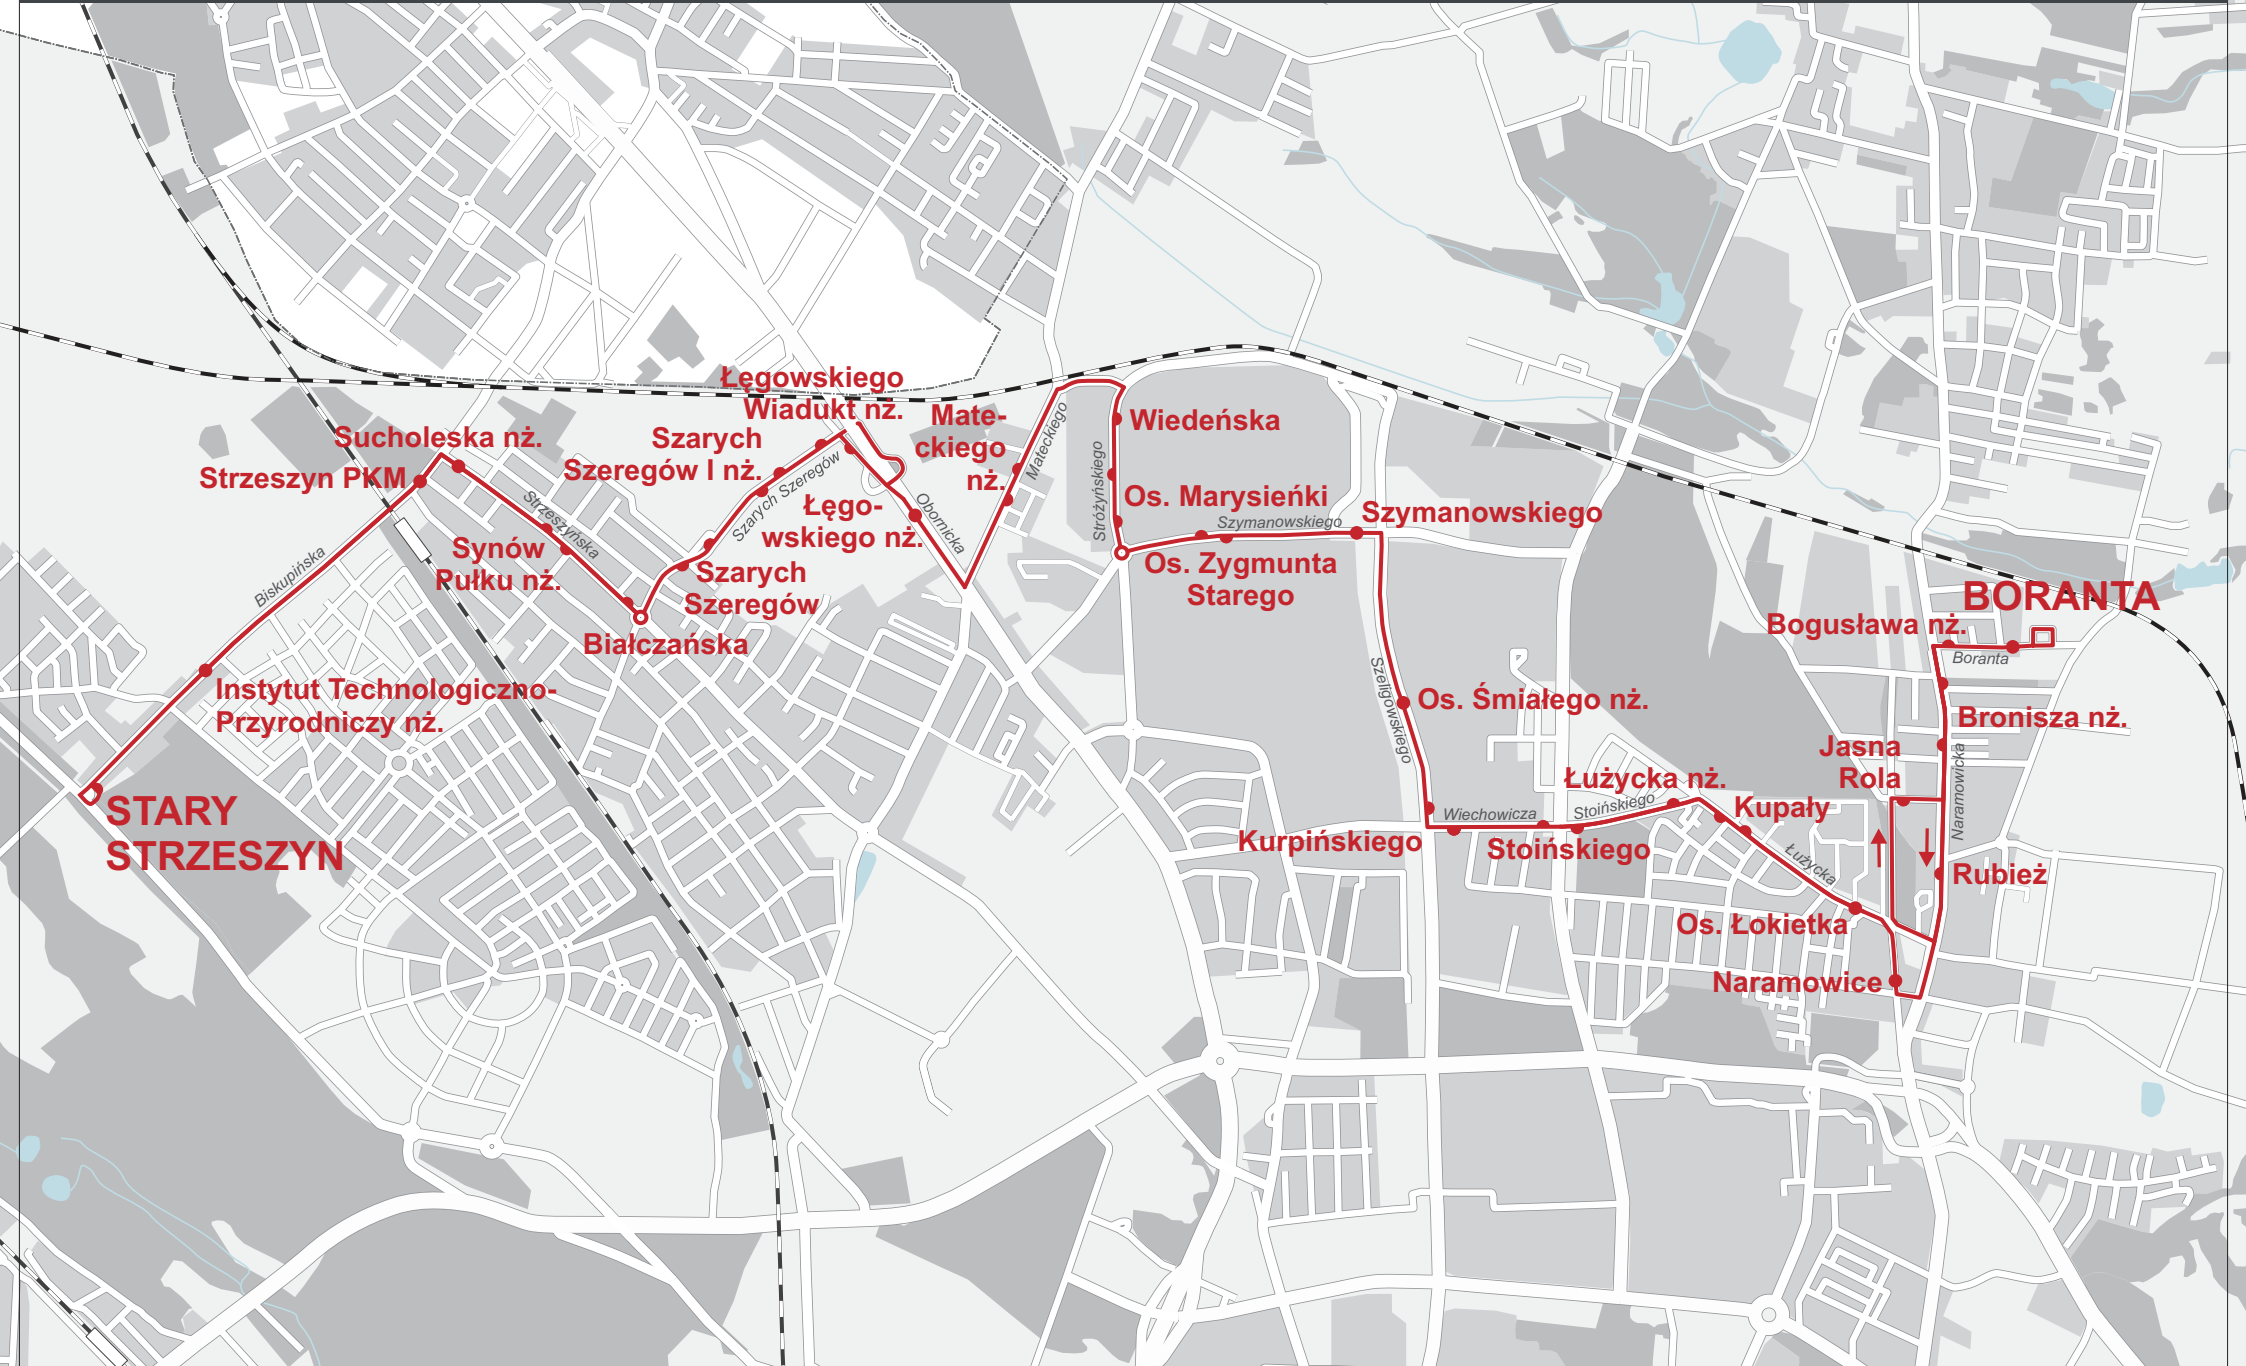 Łęgowskiego
Wiadukt nż.
Mate-
ckiego
nż.
Mateckiego
Wiedeńska
Sucholeska nż.
Szarych
Szeregów I nż.
Strzeszyn PKM
Szarych Szeregów
Stróżyńskiego
Os. Marysieńki
Szymanowskiego
Szymanowskiego
Strzeszyńska
Łęgo-
wskiego nż.
Obornicka
Synów
Pułku nż.
Biskupińska
Szarych
Szeregów
Os. Zygmunta
Starego
Białczańska
BORANTA
Bogusława nż.
Boranta
Instytut Technologiczno-
Przyrodniczy nż.
Szeligowskiego
Os. Śmiałego nż.
Bronisza nż.
Jasna
Rola
Naramowicka
STARY
STRZESZYN
Łużycka nż.
Kupały
Wiechowicza
Stoińskiego
Kurpińskiego
Stoińskiego
Łużycka
Rubież
Os. Łokietka
Naramowice